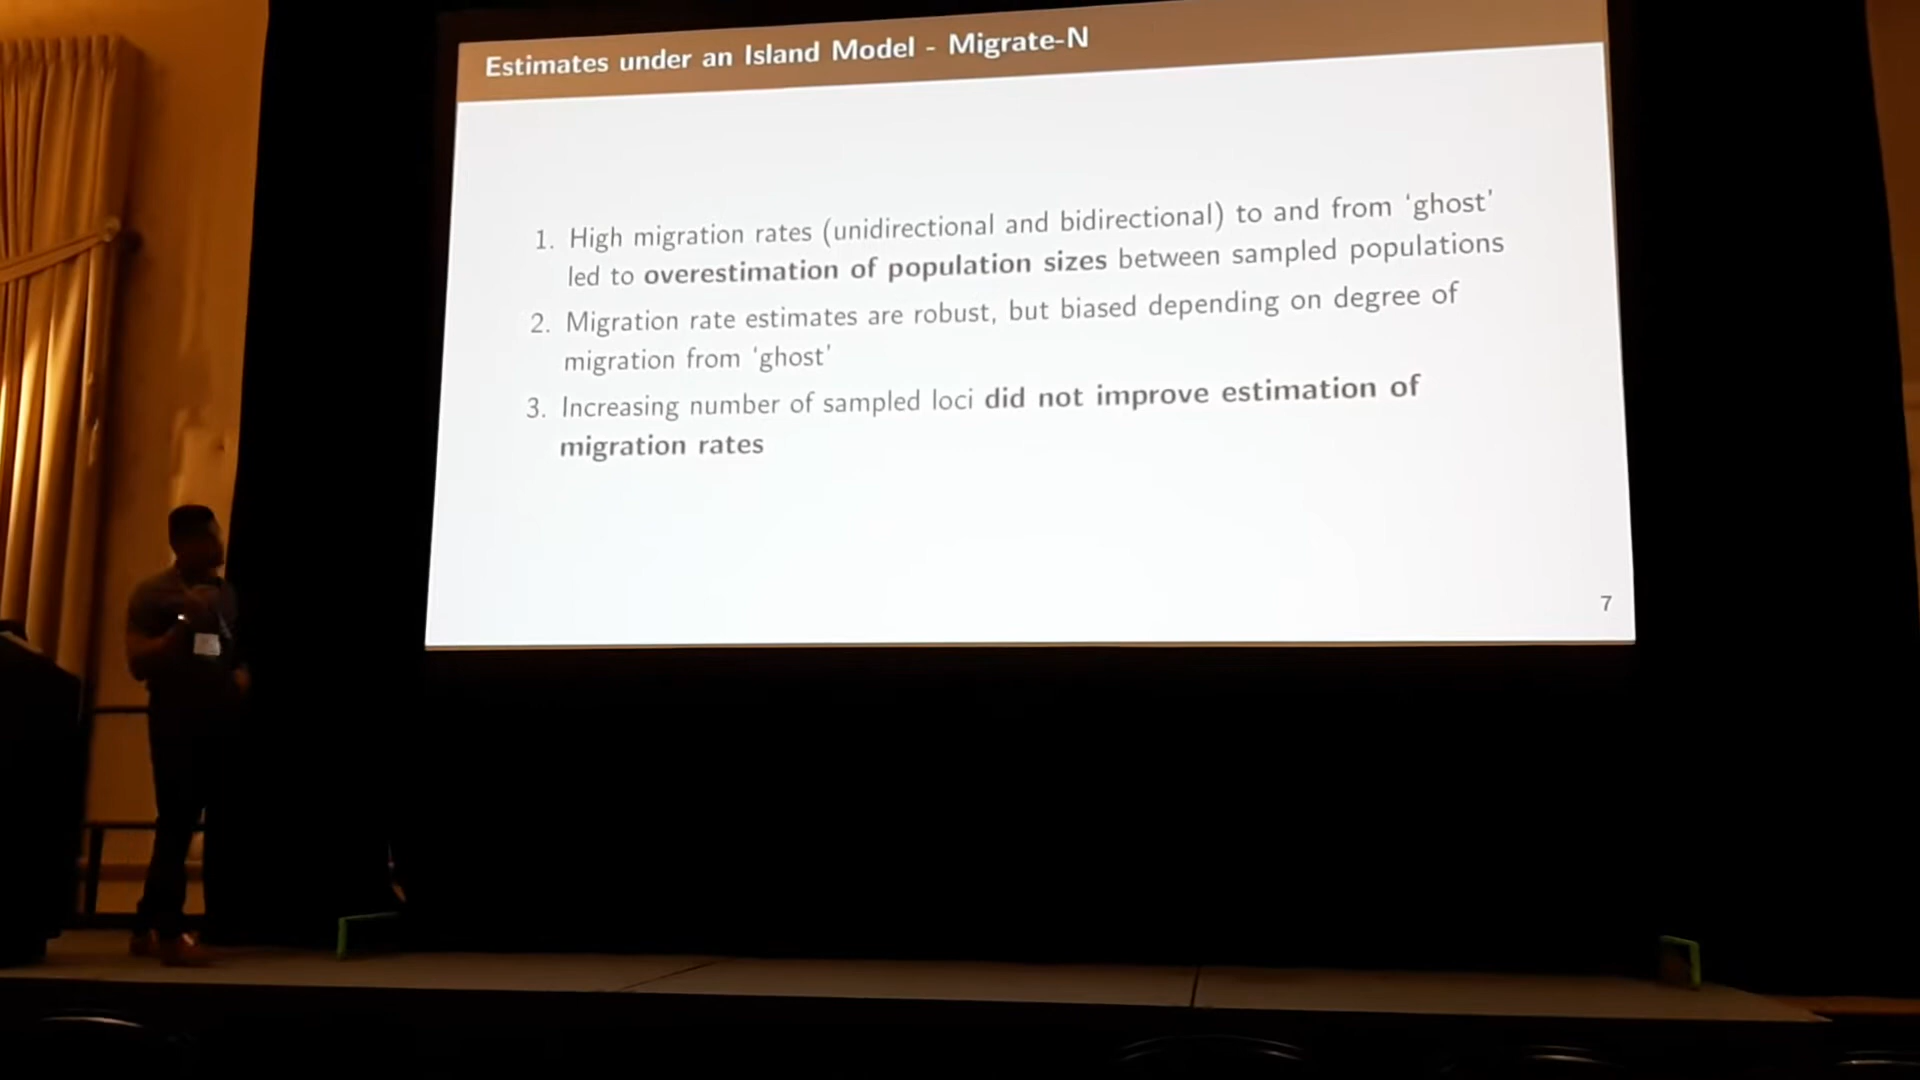 Estimates under an Island Model - Migrate-N
1. High migration rates (unidirectional and bidirectional) to and from ‘ghost’
led to overestimation of population sizes between sampled populations
2. Migration rate estimates are robust, but biased depending on degree of
migration from ‘ghost’
3. Increasing number of sampled loci did not improve estimation of
migration rates
7